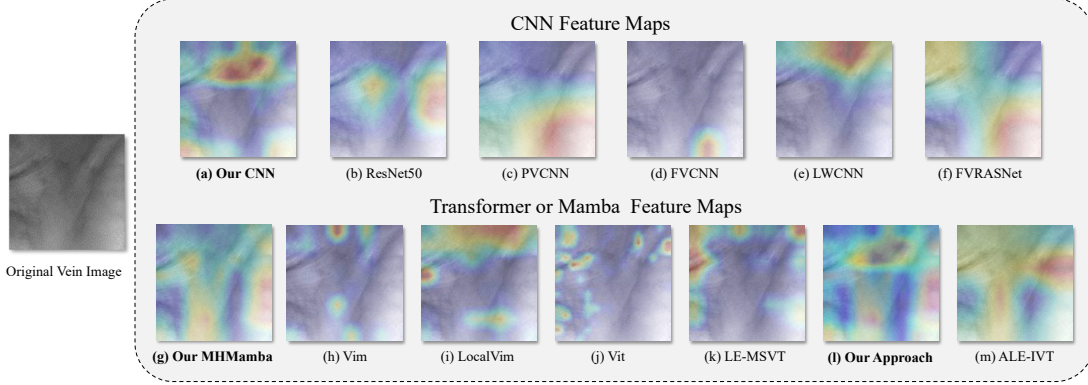 CNN Feature Maps
(a) Our CNN
(b) ResNet50
(c) PVCNN
(d) FVCNN
(e) LWCNN
(f) FVRASNet
Original Vein Image
Transformer or Mamba Feature Maps
(g) Our MHMamba
(h) Vim
(i) LocalVim
(j) Vit
(k) LE-MSVT
(l) Our Approach
(m) ALE-IVT